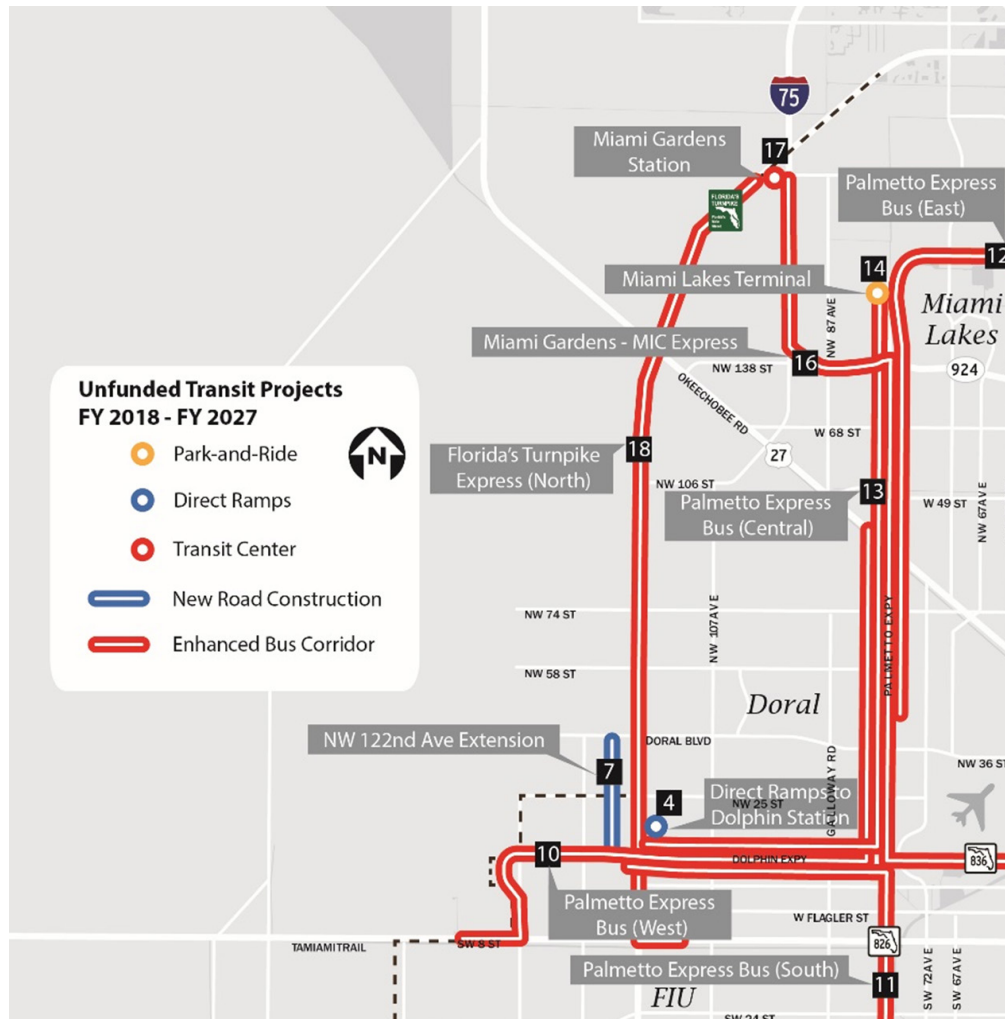 75
17
Miami Gardens
Station
Palmetto Express
Bus (East)
FLORIDA'S
TURNPIKE
12
14
Miami Lakes Terminal
Miami
Lakes
NW 87 AVE
Miami Gardens - MIC Express
16
NW 138 ST
924
OKEECHOBEE RD
Unfunded Transit Projects
FY 2018 - FY 2027
N
Park-and-Ride
Direct Ramps
Transit Center
New Road Construction
Enhanced Bus Corridor
W 68 ST
27
18
Florida's Turnpike
Express (North)
NW 106 ST
13
Palmetto Express
Bus (Central)
W 49 ST
NW 67 AVE
NW 74 ST
NW 107 AVE
PALMETTO EXPY
NW 58 ST
Doral
NW 122nd Ave Extension
DORAL BLVD
NW 36 ST
7
4
Direct Ramps to
Dolphin Station
NW 25 ST
GALLOWAY RD
10
DOLPHIN EXPY
836
Palmetto Express
Bus (West)
W FLAGLER ST
TAMIAMI TRAIL
SW 8 ST
826
Palmetto Express Bus (South)
11
SW 72 AVE
SW 67 AVE
FIU
SW 24 ST